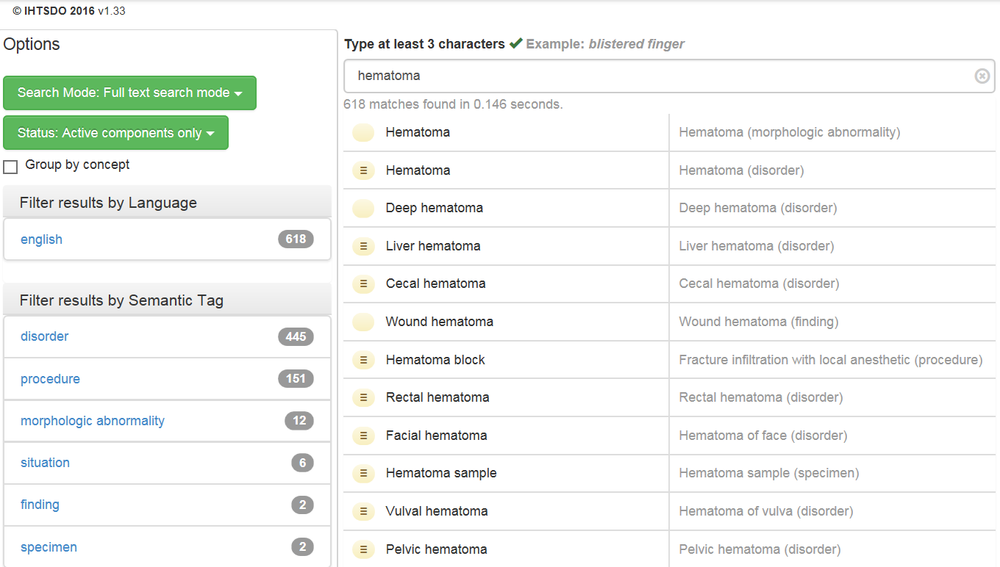 © IHTSDO 2016 v1.33
Options
Search Mode: Full text search mode
Status: Active components only
Group by concept
Filter results by Language
english 618
Filter results by Semantic Tag
disorder 445
procedure 151
morphologic abnormality 12
situation 6
finding 2
specimen 2
Type at least 3 characters ✔ Example: blistered finger
hematoma
618 matches found in 0.146 seconds.
Hematoma Hematoma (morphologic abnormality)
Hematoma Hematoma (disorder)
Deep hematoma Deep hematoma (disorder)
Liver hematoma Liver hematoma (disorder)
Cecal hematoma Cecal hematoma (disorder)
Wound hematoma Wound hematoma (finding)
Hematoma block Fracture infiltration with local anesthetic (procedure)
Rectal hematoma Rectal hematoma (disorder)
Facial hematoma Hematoma of face (disorder)
Hematoma sample Hematoma sample (specimen)
Vulval hematoma Hematoma of vulva (disorder)
Pelvic hematoma Pelvic hematoma (disorder)